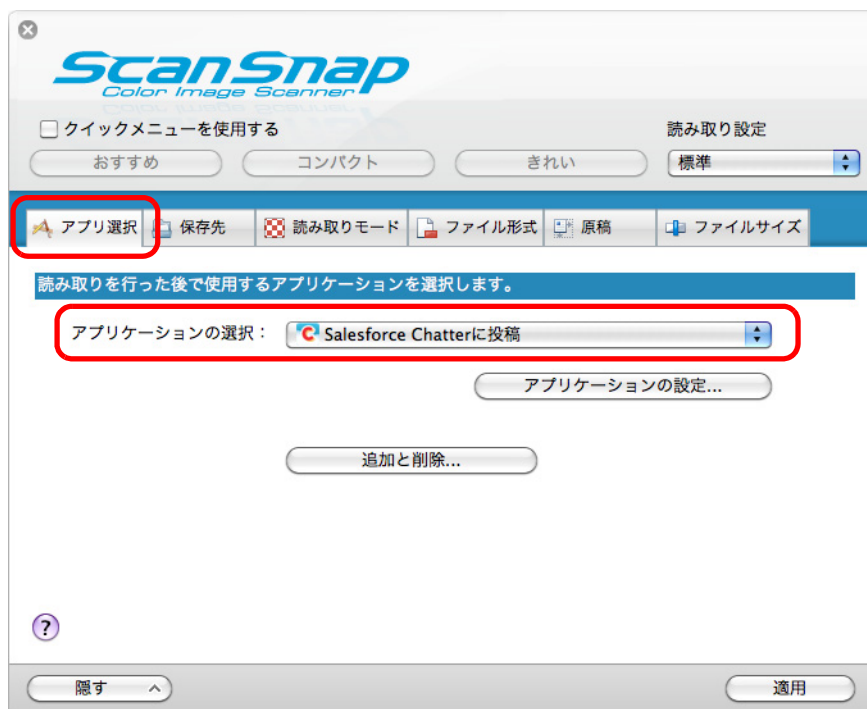 ScanSnap
Color Image Scanner
クイックメニューを使用する
読み取り設定
おすすめ
コンパクト
きれい
標準
アプリ選択
保存先
読み取りモード
ファイル形式
原稿
ファイルサイズ
読み取りを行った後で使用するアプリケーションを選択します。
アプリケーションの選択：
C Salesforce Chatterに投稿
アプリケーションの設定...
追加と削除...
?
隠す
適用